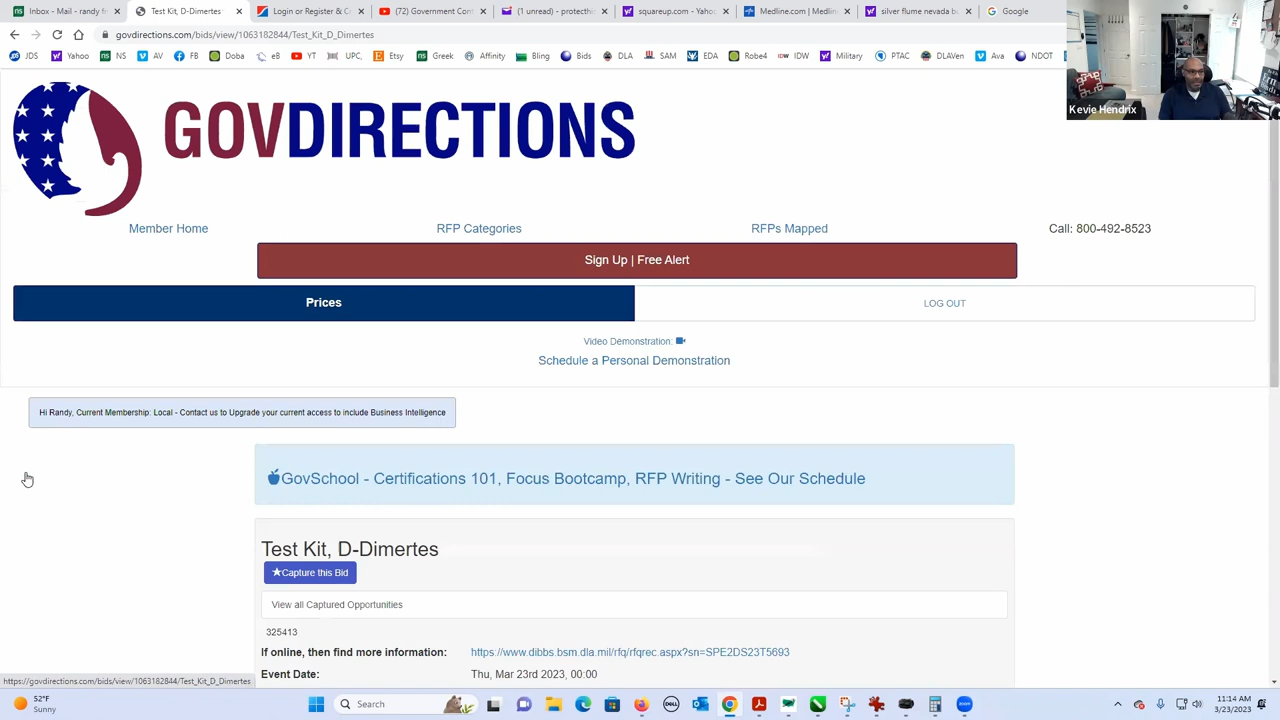 Inbox - Mail - randy f
Test Kit, D-Dimertes
Login or Register & C
(72) Government Cont
(1 unread) - protecthi
squareup.com - Yahoo
Medline.com | Medlin
silver flume nevada b
Google
govdirections.com/bids/view/1063182844/Test_Kit_D_Dimertes
JDS
Yahoo
NS
AV
FB
Doba
eB
YT
UPC,
Etsy
Greek
Affinity
Bling
Bids
DLA
SAM
EDA
Robe4
IDW
Military
PTAC
DLAVen
Ava
NDOT
Kevie Hendrix
GOVDIRECTIONS
Member Home
RFP Categories
RFPs Mapped
Call: 800-492-8523
Sign Up | Free Alert
Prices
LOG OUT
Video Demonstration:
Schedule a Personal Demonstration
Hi Randy, Current Membership: Local - Contact us to Upgrade your current access to include Business Intelligence
GovSchool - Certifications 101, Focus Bootcamp, RFP Writing - See Our Schedule
Test Kit, D-Dimertes
Capture this Bid
View all Captured Opportunities
325413
If online, then find more information: https://www.dibbs.bsm.dla.mil/rfq/rfqrec.aspx?sn=SPE2DS23T5693
Event Date: Thu, Mar 23rd 2023, 00:00
https://govdirections.com/bids/view/1063182844/Test_Kit_D_Dimertes
52°F
Sunny
Search
DELL
11:14 AM
3/23/2023